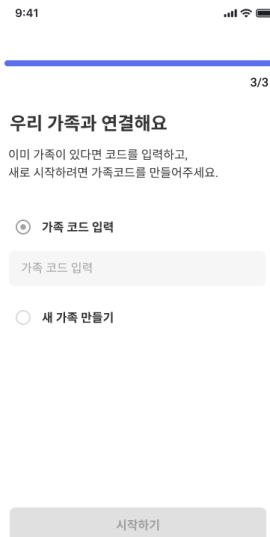 9:41
3/3
우리 가족과 연결해요
이미 가족이 있다면 코드를 입력하고,
새로 시작하려면 가족코드를 만들어주세요.
가족 코드 입력
가족 코드 입력
새 가족 만들기
시작하기